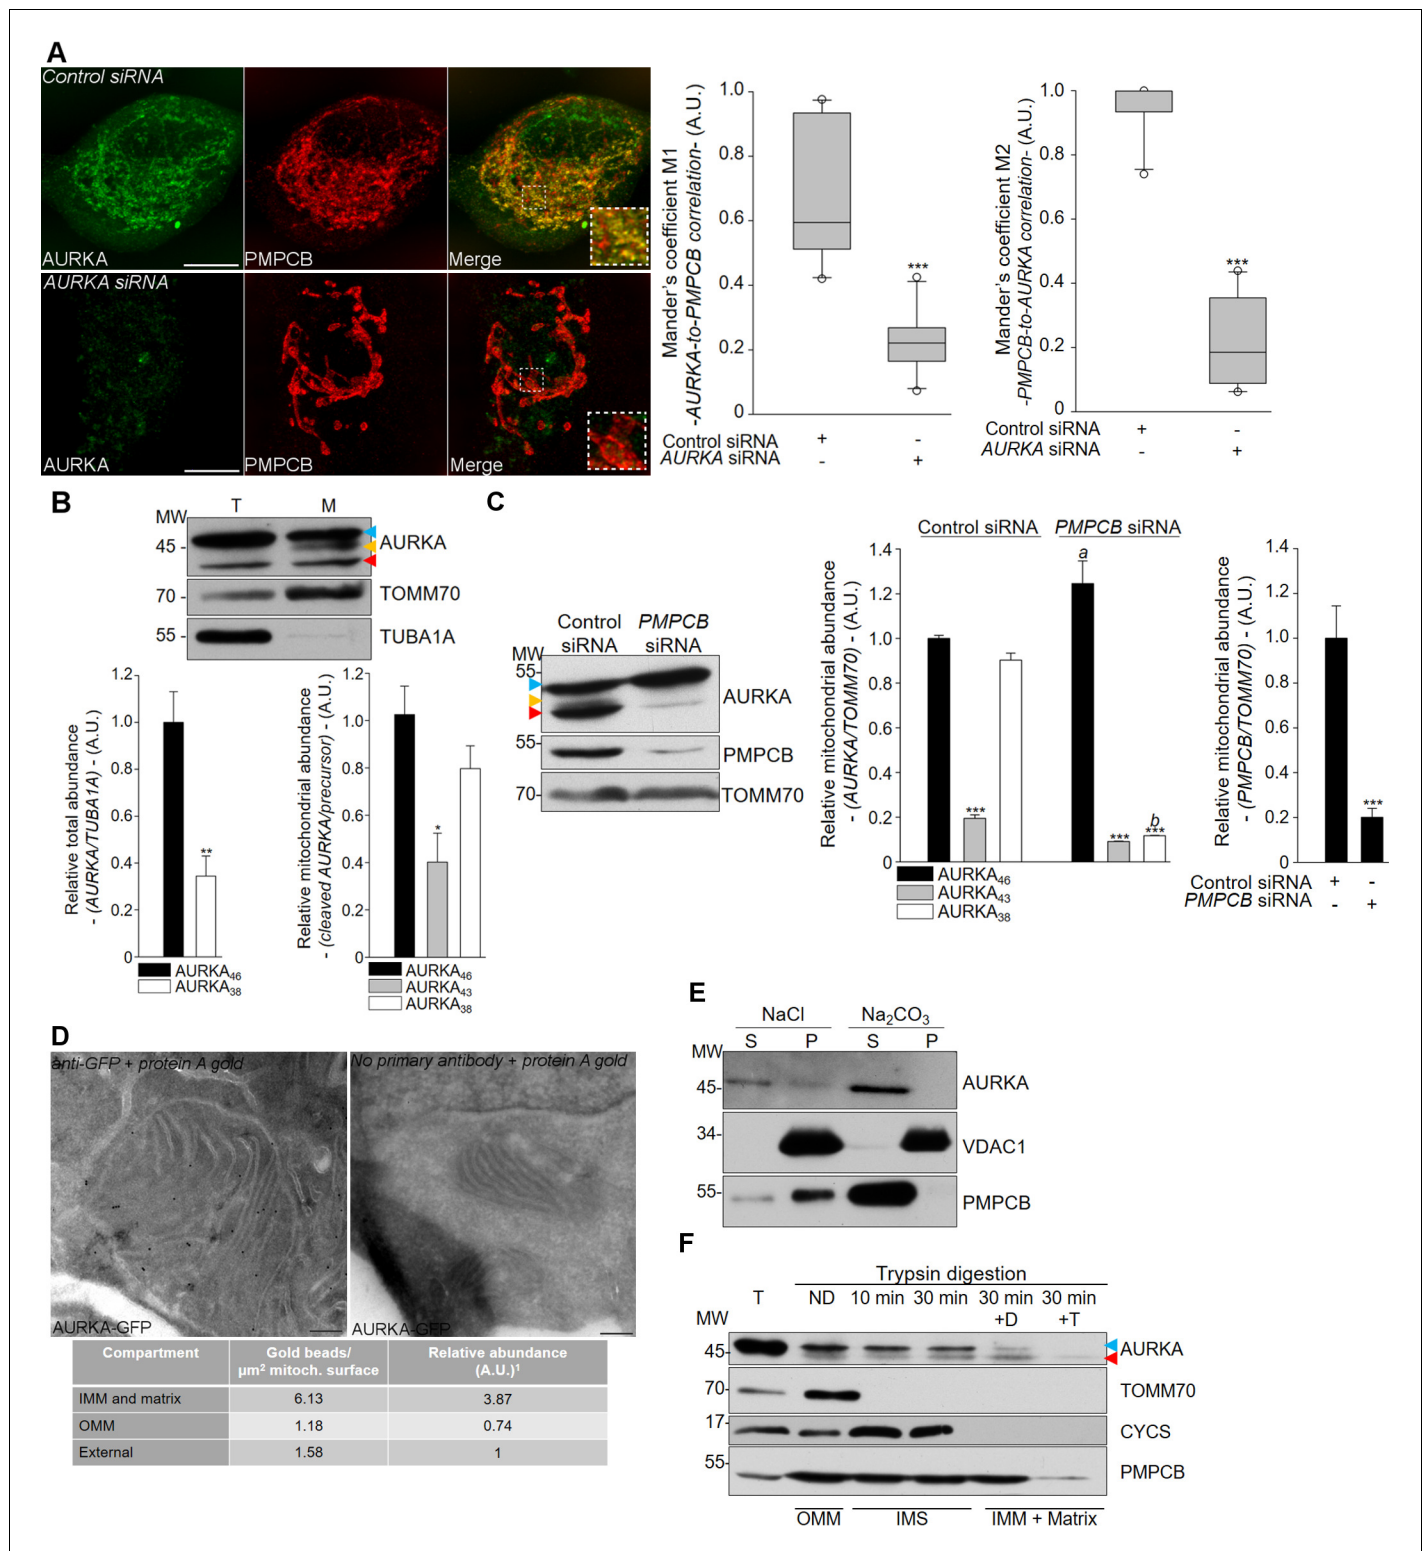 A
Control siRNA
AURKA
PMPCB
Merge
AURKA siRNA
AURKA
PMPCB
Merge
Mander's coefficient M1
-AURKA-to-PMPCB correlation- (A.U.)
1.0
0.8
0.6
0.4
0.2
0
***
Control siRNA + -
AURKA siRNA - +
Mander's coefficient M2
-PMPCB-to-AURKA correlation- (A.U.)
1.0
0.8
0.6
0.4
0.2
0
***
Control siRNA + -
AURKA siRNA - +
B
T M
MW
45 - AURKA
70 - TOMM70
55 - TUBA1A
Relative total abundance
- (AURKA/TUBA1A) - (A.U.)
1.2
1.0
0.8
0.6
0.4
0.2
0
**
AURKA46
AURKA38
Relative mitochondrial abundance
- (cleaved AURKA/precursor) - (A.U.)
1.2
1.0
0.8
0.6
0.4
0.2
0
*
AURKA46
AURKA43
AURKA38
C
Control siRNA
PMPCB siRNA
MW
55- AURKA
55- PMPCB
70- TOMM70
Control siRNA PMPCB siRNA
Relative mitochondrial abundance
- (AURKA/TOMM70) - (A.U.)
1.4
1.2
1.0
0.8
0.6
0.4
0.2
0
***
a
***
b
***
AURKA46
AURKA43
AURKA38
Relative mitochondrial abundance
- (PMPCB/TOMM70) - (A.U.)
1.4
1.2
1.0
0.8
0.6
0.4
0.2
0
***
Control siRNA + -
PMPCB siRNA - +
D
anti-GFP + protein A gold
AURKA-GFP
No primary antibody + protein A gold
AURKA-GFP
Compartment Gold beads/ µm2 mitoch. surface Relative abundance (A.U.)1
IMM and matrix 6.13 3.87
OMM 1.18 0.74
External 1.58 1
E
NaCl Na2CO3
MW S P S P
45- AURKA
34- VDAC1
55- PMPCB
F
Trypsin digestion
T ND 10 min 30 min 30 min 30 min
MW +D +T
45- AURKA
70- TOMM70
17- CYCS
55- PMPCB
OMM IMS IMM + Matrix